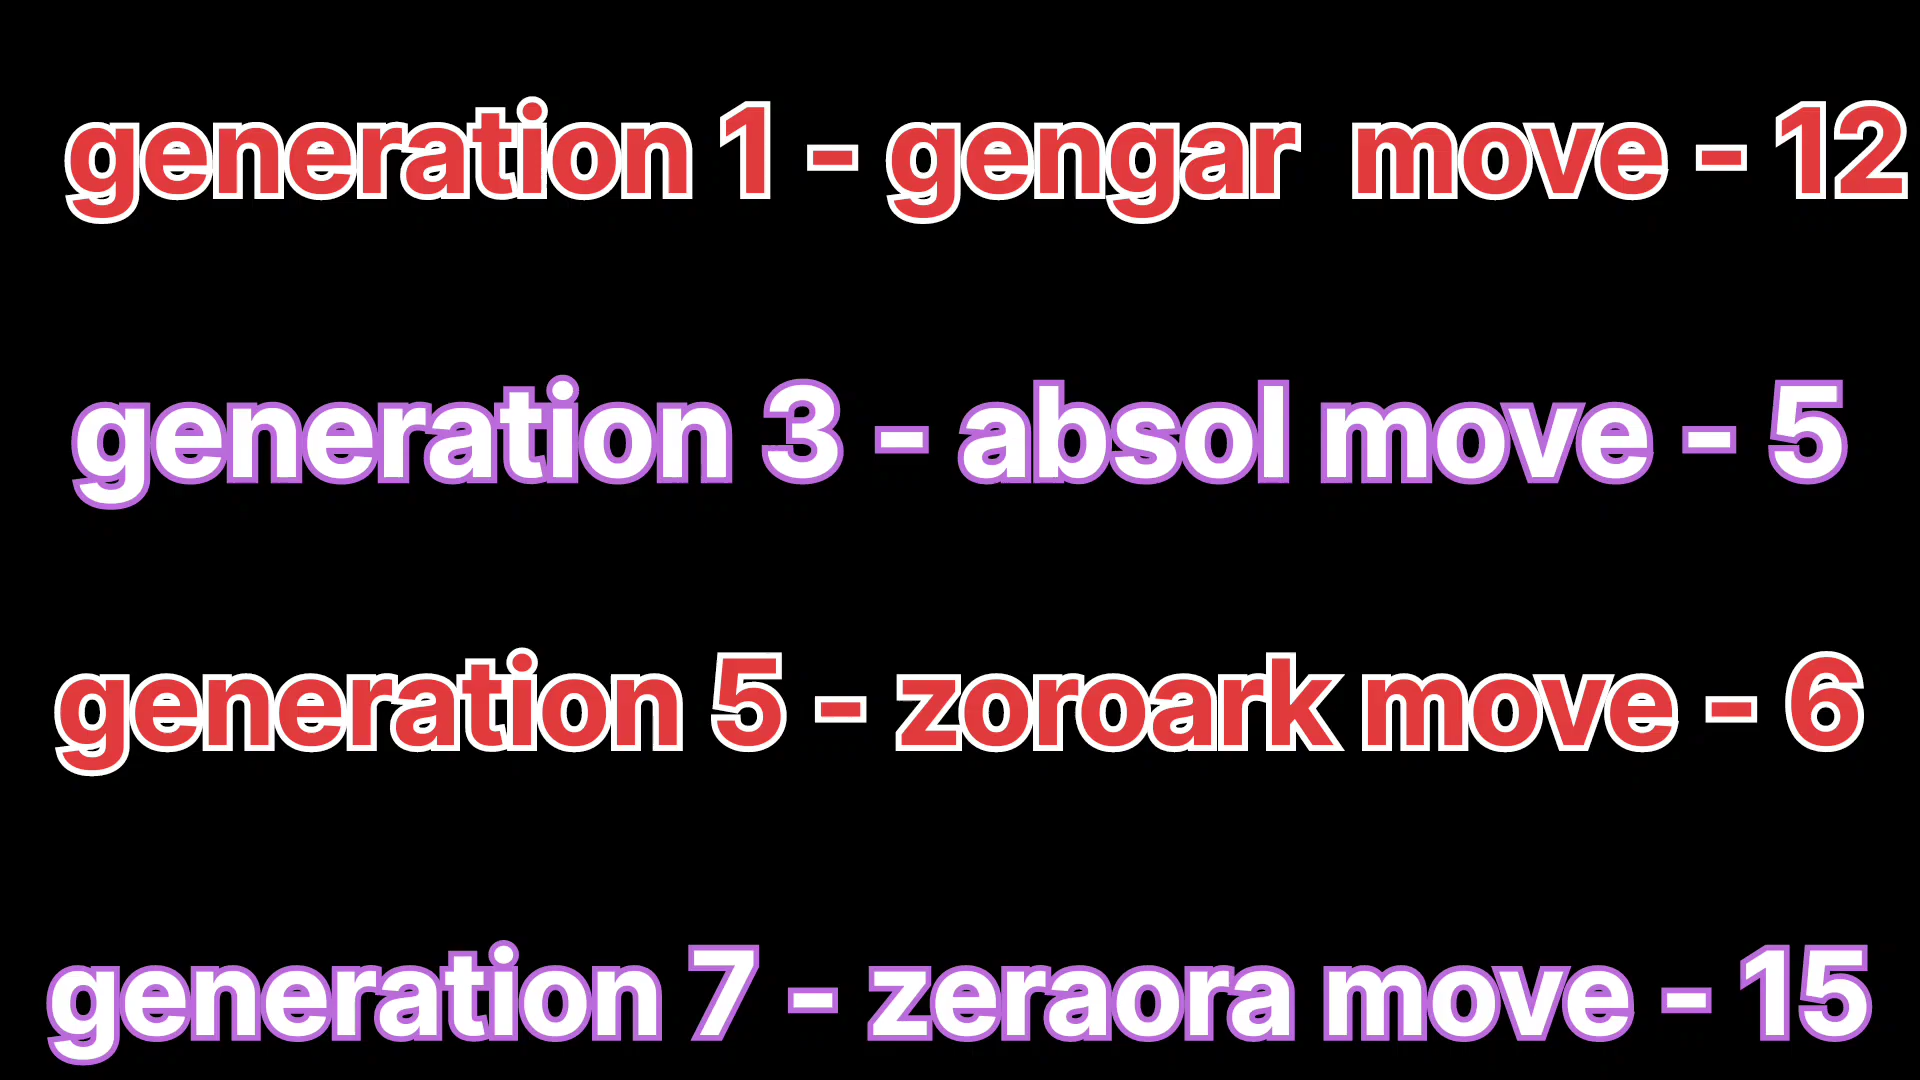 generation 1 - gengar  move - 12
generation 3 - absol move - 5
generation 5 - zoroark move - 6
generation 7 - zeraora move - 15